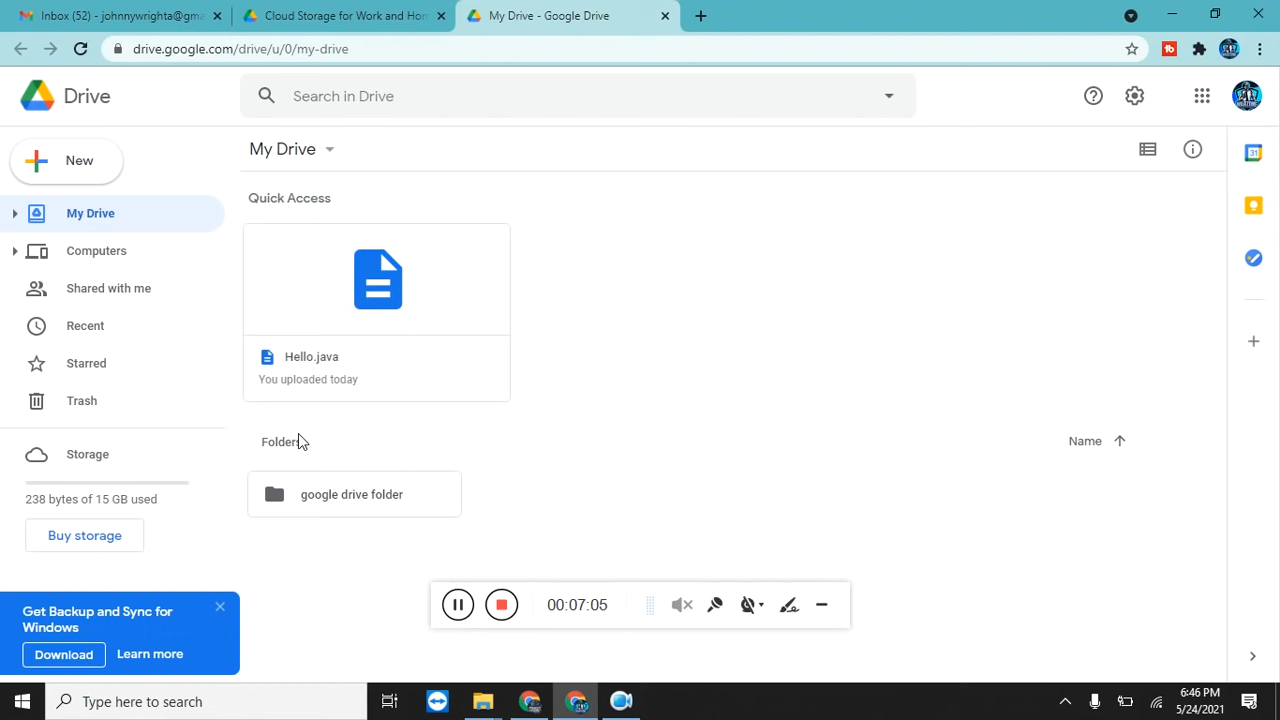 Inbox (52) - johnywrighta@gma
Cloud Storage for Work and Hom
My Drive - Google Drive
drive.google.com/drive/u/0/my-drive
Drive
Search in Drive
New
My Drive
Quick Access
My Drive
Computers
Shared with me
Recent
Starred
Trash
Hello.java
You uploaded today
Folders
Name
Storage
238 bytes of 15 GB used
google drive folder
Buy storage
Get Backup and Sync for
Windows
Download
Learn more
00:07:05
31
Type here to search
6:46 PM
5/24/2021